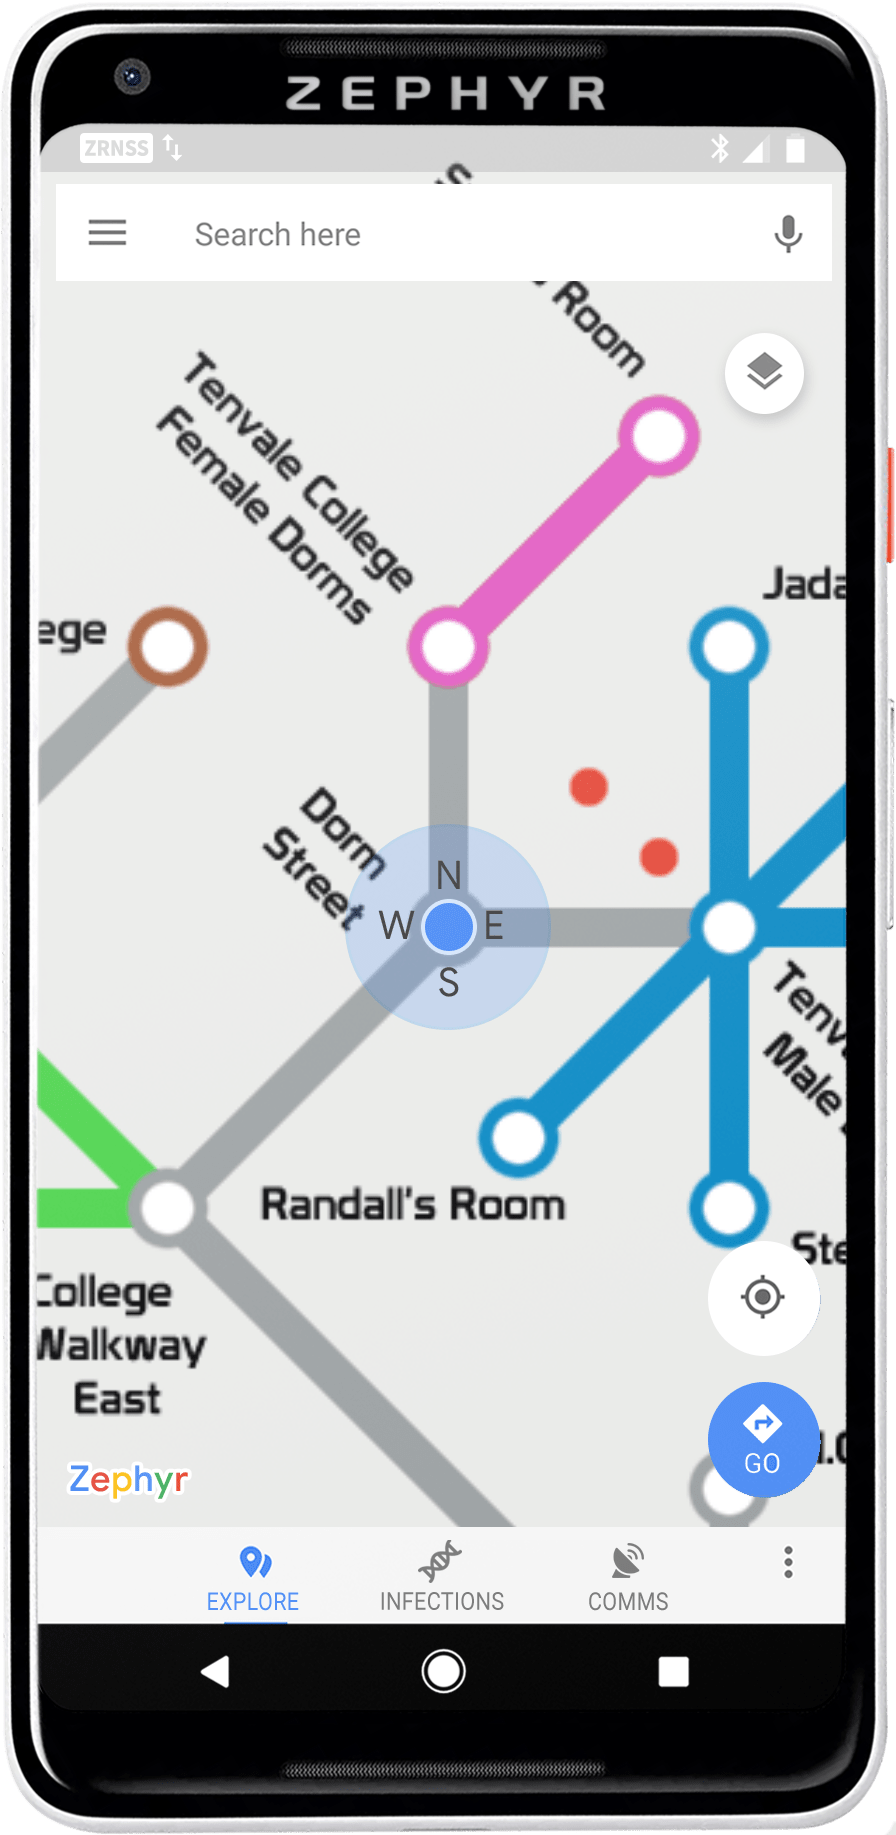 ZEPHYR
ZRNSS
s
Search here
s Room
Tenvale College
Female Dorms
Jada
ege
Dorm
Street
N
W
E
S
Tenv
Male
Randall's Room
Ste
College
Walkway
East
GO
Zephyr
EXPLORE
INFECTIONS
COMMS